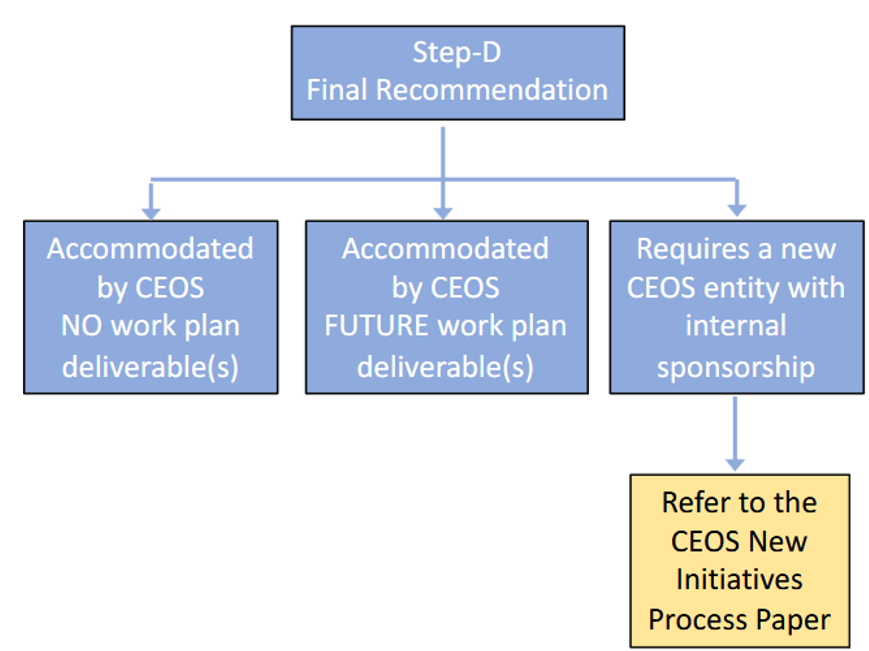 Step-D
Final Recommendation
Accommodated
by CEOS
NO work plan
deliverable(s)
Accommodated
by CEOS
FUTURE work plan
deliverable(s)
Requires a new
CEOS entity with
internal
sponsorship
Refer to the
CEOS New
Initiatives
Process Paper